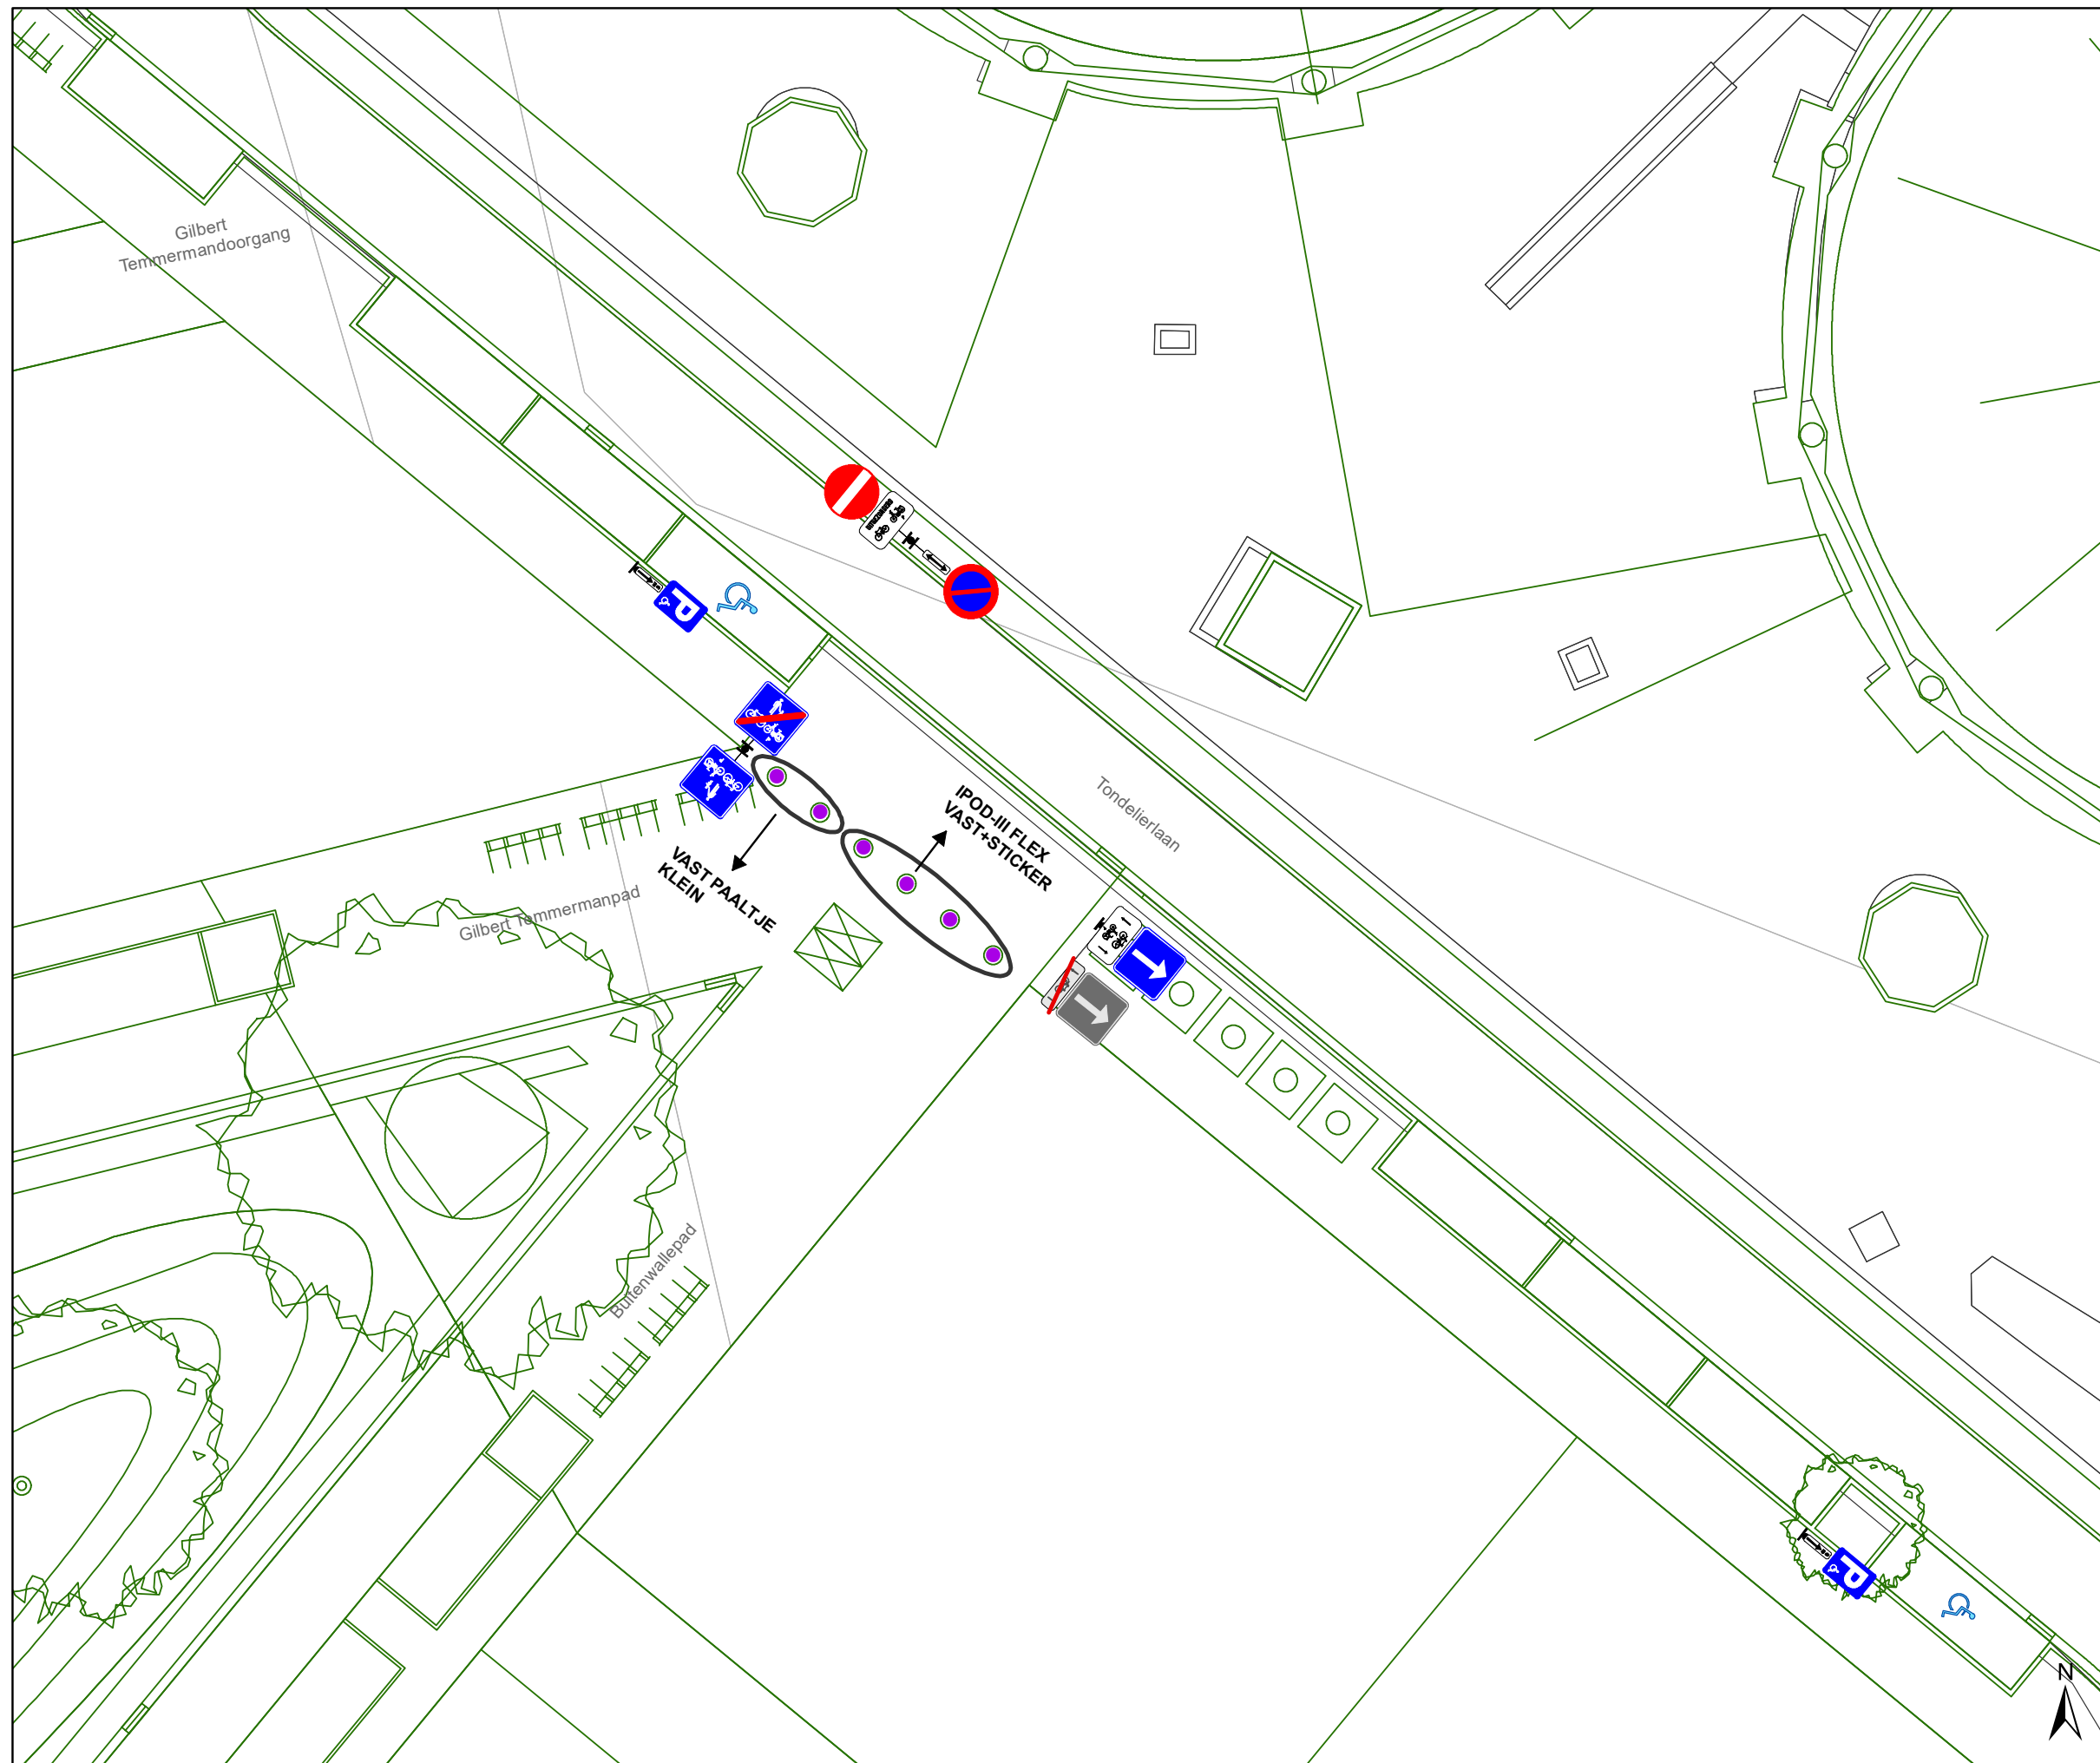 Gilbert
Temmermandoorgang
P
IPOD-III FLEX
VAST+STICKER
Tondelierlaan
VAST PAALTJE
KLEIN
Gilbert Temmermanpad
Buitenwallepad
P
N